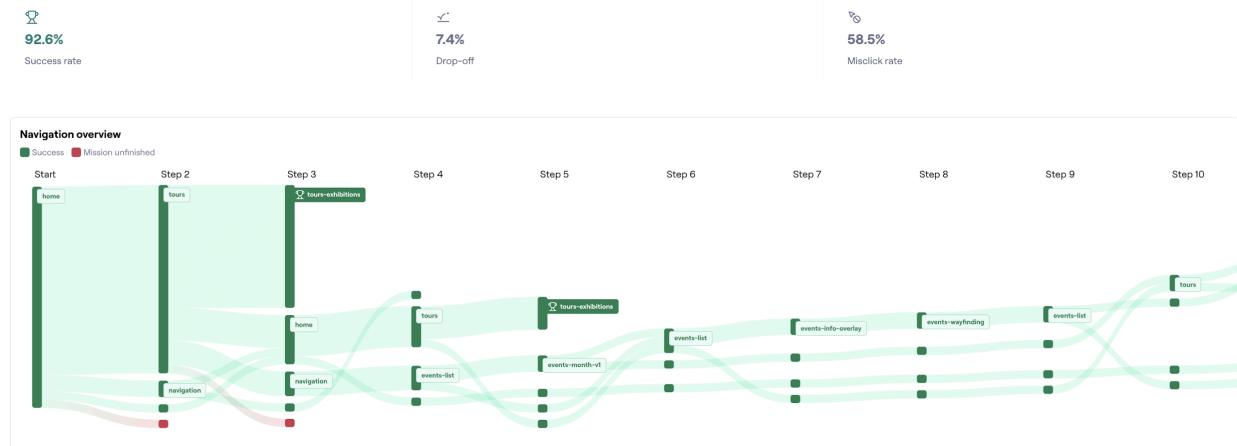 92.6%
Success rate
7.4%
Drop-off
58.5%
Misclick rate
Navigation overview
Success
Mission unfinished
Start
Step 2
Step 3
Step 4
Step 5
Step 6
Step 7
Step 8
Step 9
Step 10
home
tours
tours-exhibitions
navigation
home
navigation
tours
events-list
tours-exhibitions
events-month-v1
events-list
events-info-overlay
events-wayfinding
events-list
tours